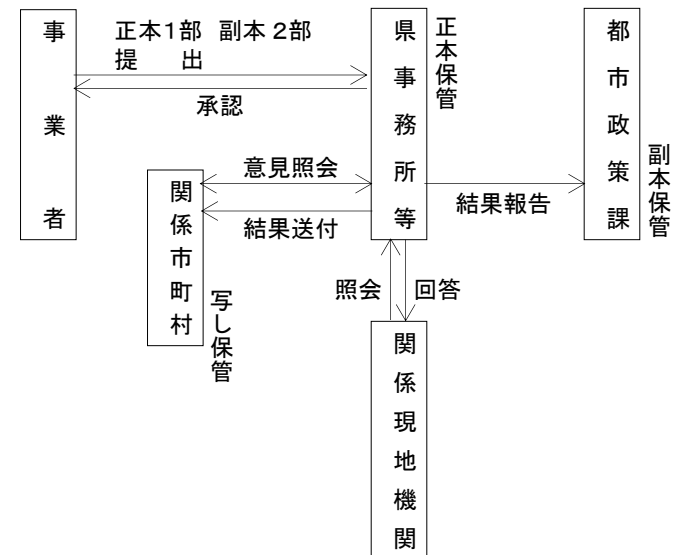 事業者
正本1部 副本2部
提 出
承認
県事務所等
正本保管
都市政策課
副本保管
意見照会
結果送付
関係市町村
写し保管
結果報告
照会
回答
関係現地機関